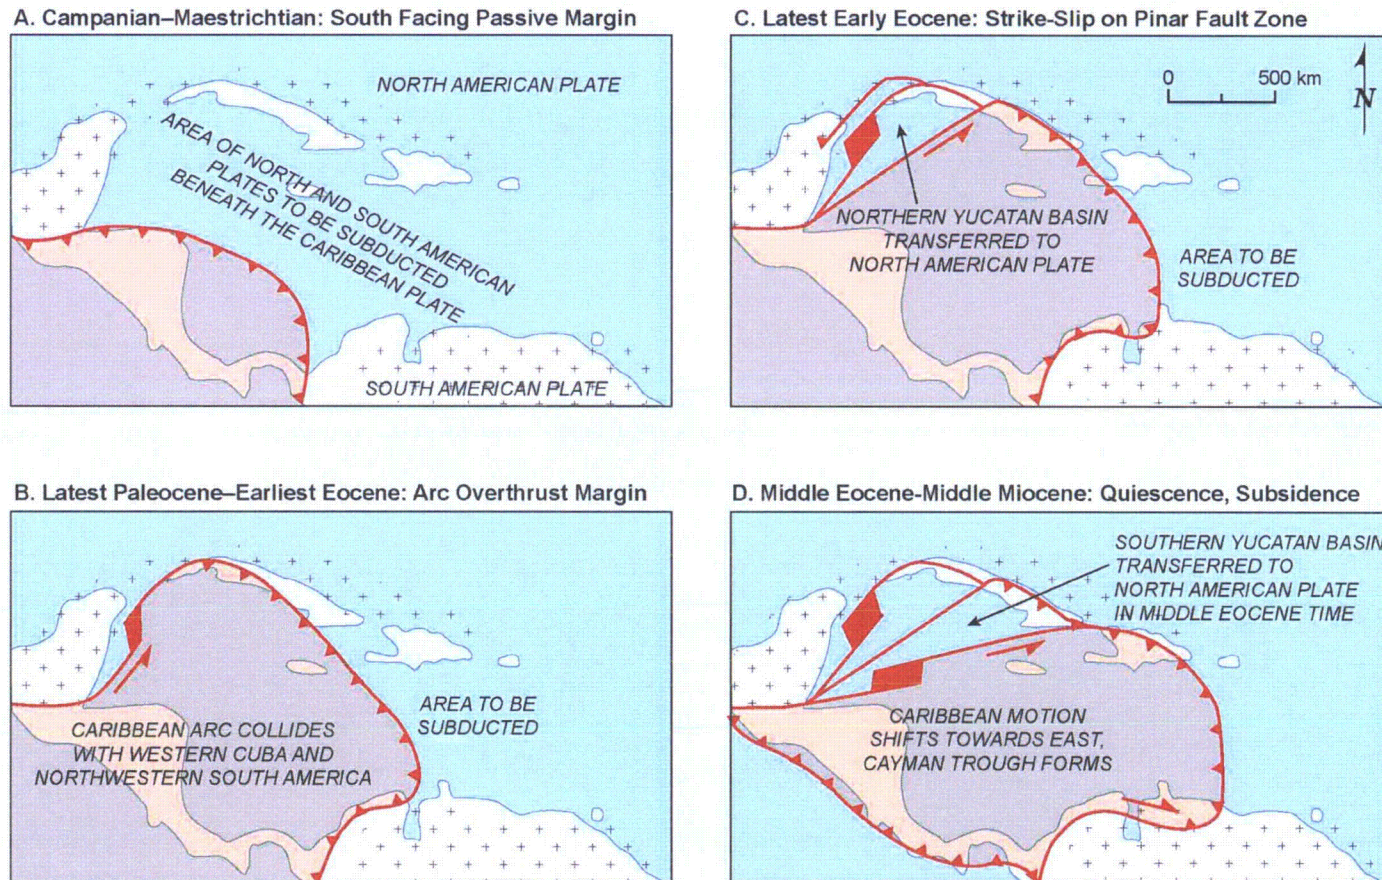 A. Campanian–Maestrichtian: South Facing Passive Margin
NORTH AMERICAN PLATE
AREA OF NORTH AND SOUTH AMERICAN
PLATES TO BE SUBDUCTED
BENEATH THE CARIBBEAN PLATE
SOUTH AMERICAN PLATE
C. Latest Early Eocene: Strike-Slip on Pinar Fault Zone
0 500 km
N
NORTHERN YUCATAN BASIN
TRANSFERRED TO
NORTH AMERICAN PLATE
AREA TO BE
SUBDUCTED
B. Latest Paleocene–Earliest Eocene: Arc Overthrust Margin
AREA TO BE
SUBDUCTED
CARIBBEAN ARC COLLIDES
WITH WESTERN CUBA AND
NORTHWESTERN SOUTH AMERICA
D. Middle Eocene-Middle Miocene: Quiescence, Subsidence
SOUTHERN YUCATAN BASIN
TRANSFERRED TO
NORTH AMERICAN PLATE
IN MIDDLE EOCENE TIME
CARIBBEAN MOTION
SHIFTS TOWARDS EAST,
CAYMAN TROUGH FORMS